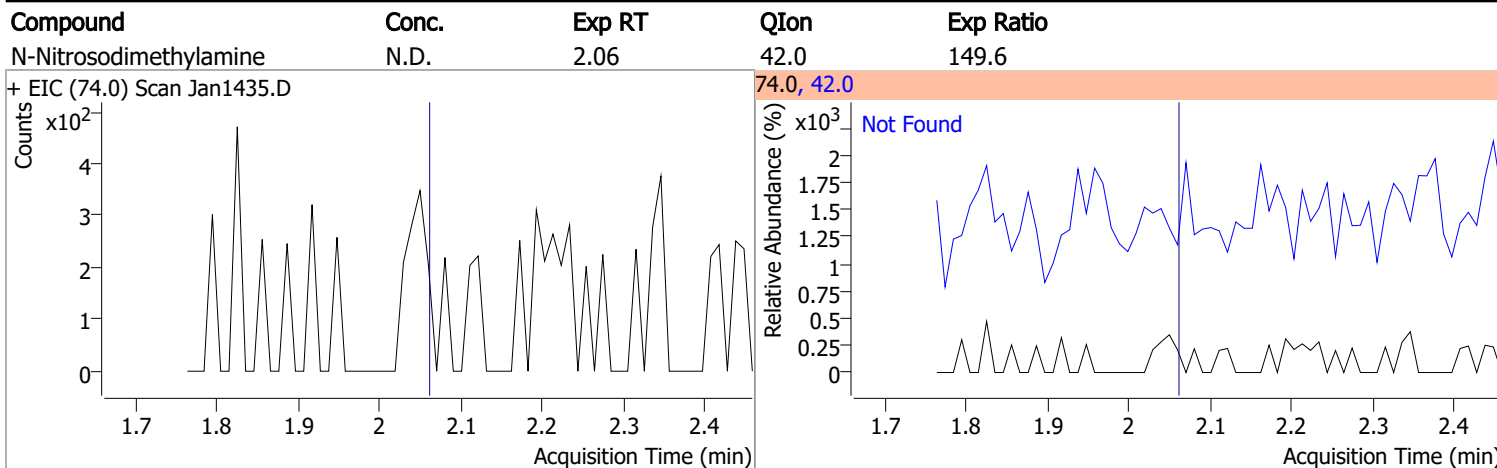 Compound Conc. Exp RT QIon Exp Ratio
N-Nitrosodimethylamine N.D. 2.06 42.0 149.6
+ EIC (74.0) Scan Jan1435.D
Counts
x10²
4
3
2
1
0
1.7 1.8 1.9 2 2.1 2.2 2.3 2.4
Acquisition Time (min)
74.0, 42.0
Relative Abundance (%)
x10³
Not Found
2
1.75
1.5
1.25
1
0.75
0.5
0.25
0
1.7 1.8 1.9 2 2.1 2.2 2.3 2.4
Acquisition Time (min)